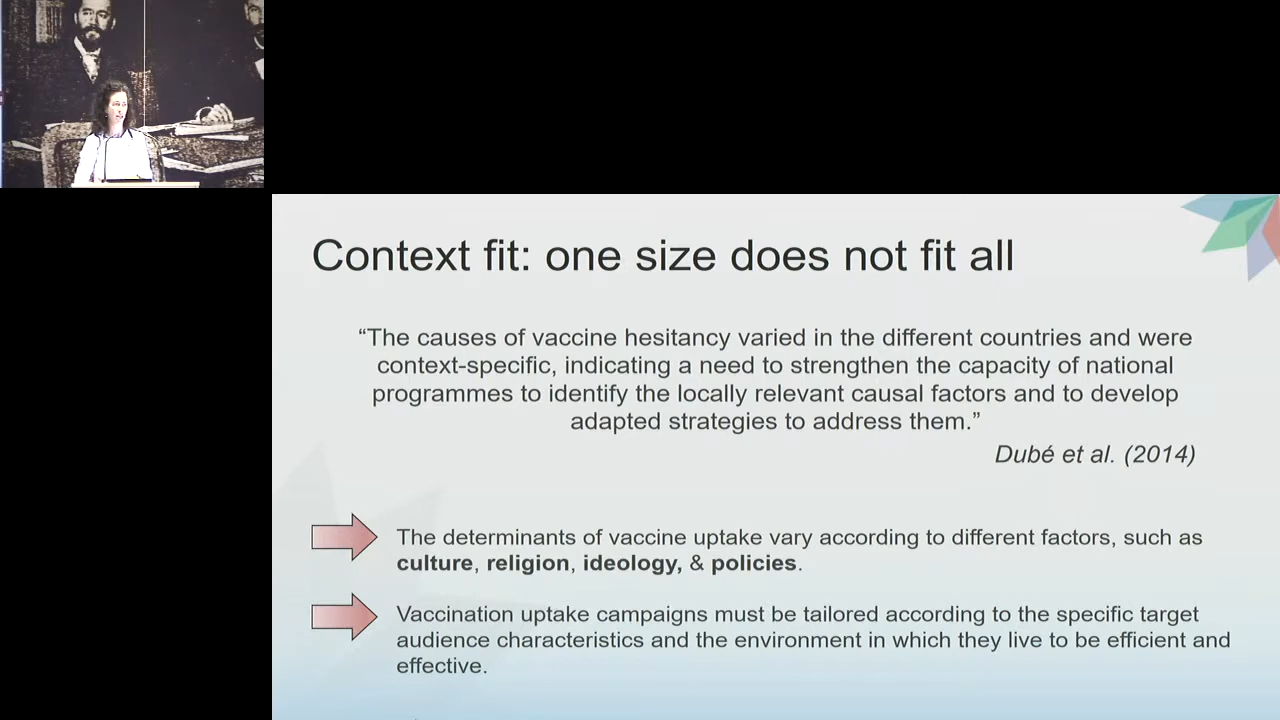 Context fit: one size does not fit all
“The causes of vaccine hesitancy varied in the different countries and were
context-specific, indicating a need to strengthen the capacity of national
programmes to identify the locally relevant causal factors and to develop
adapted strategies to address them.”
Dubé et al. (2014)
The determinants of vaccine uptake vary according to different factors, such as
culture, religion, ideology, & policies.
Vaccination uptake campaigns must be tailored according to the specific target
audience characteristics and the environment in which they live to be efficient and
effective.